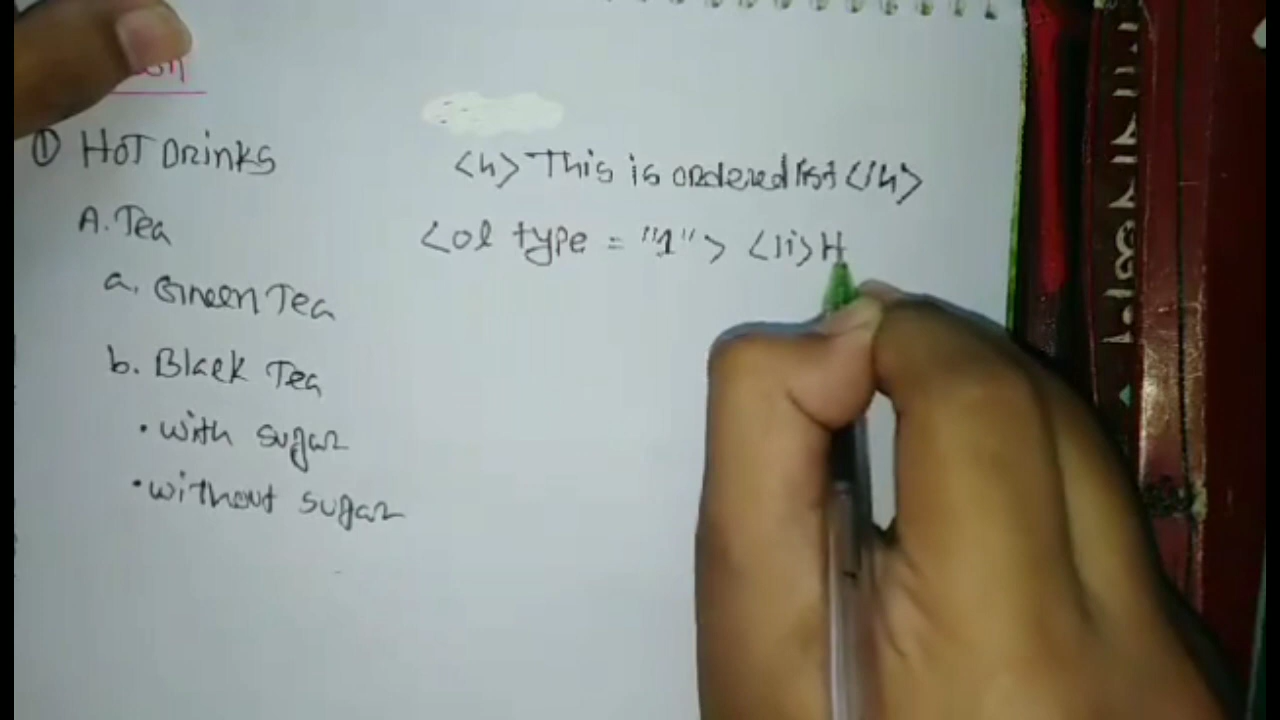 ① HOT DRINKS
A. Tea
a. Green Tea
b. Black Tea
• with sugar
• without sugar
<h> This is ordered list </h>
<ol type = "1"> <li> H